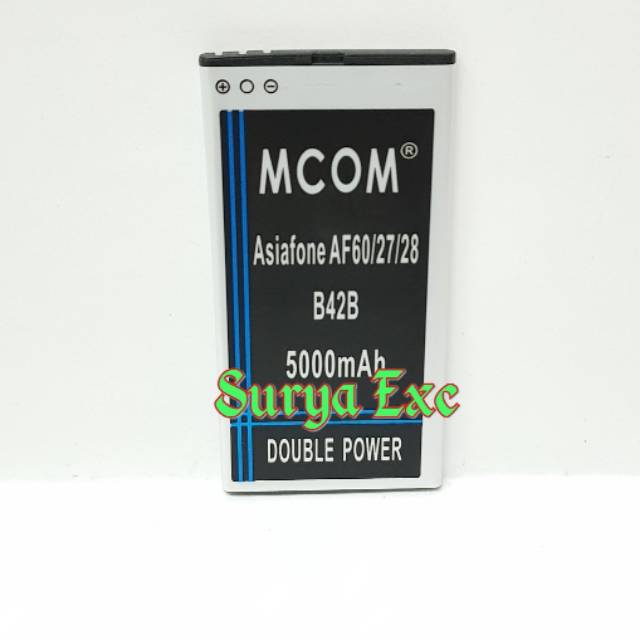 MCOM®
Asiafone AF60/27/28
B42B
5000mAh
Surya Exc
DOUBLE POWER